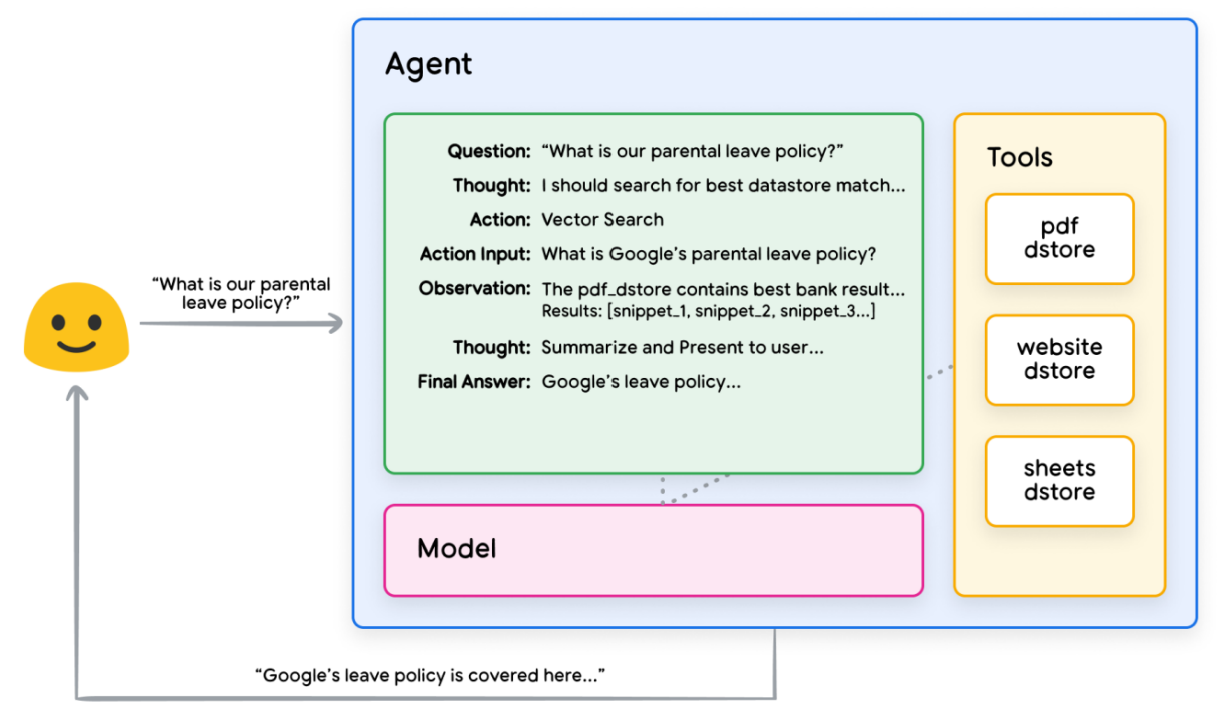 Agent
Question: “What is our parental leave policy?”
Thought: I should search for best datastore match...
Action: Vector Search
Action Input: What is Google’s parental leave policy?
Observation: The pdf_dstore contains best bank result...
Results: [snippet_1, snippet_2, snippet_3...]
Thought: Summarize and Present to user...
Final Answer: Google’s leave policy...
Tools
pdf
dstore
website
dstore
sheets
dstore
Model
“What is our parental
leave policy?”
“Google’s leave policy is covered here...”